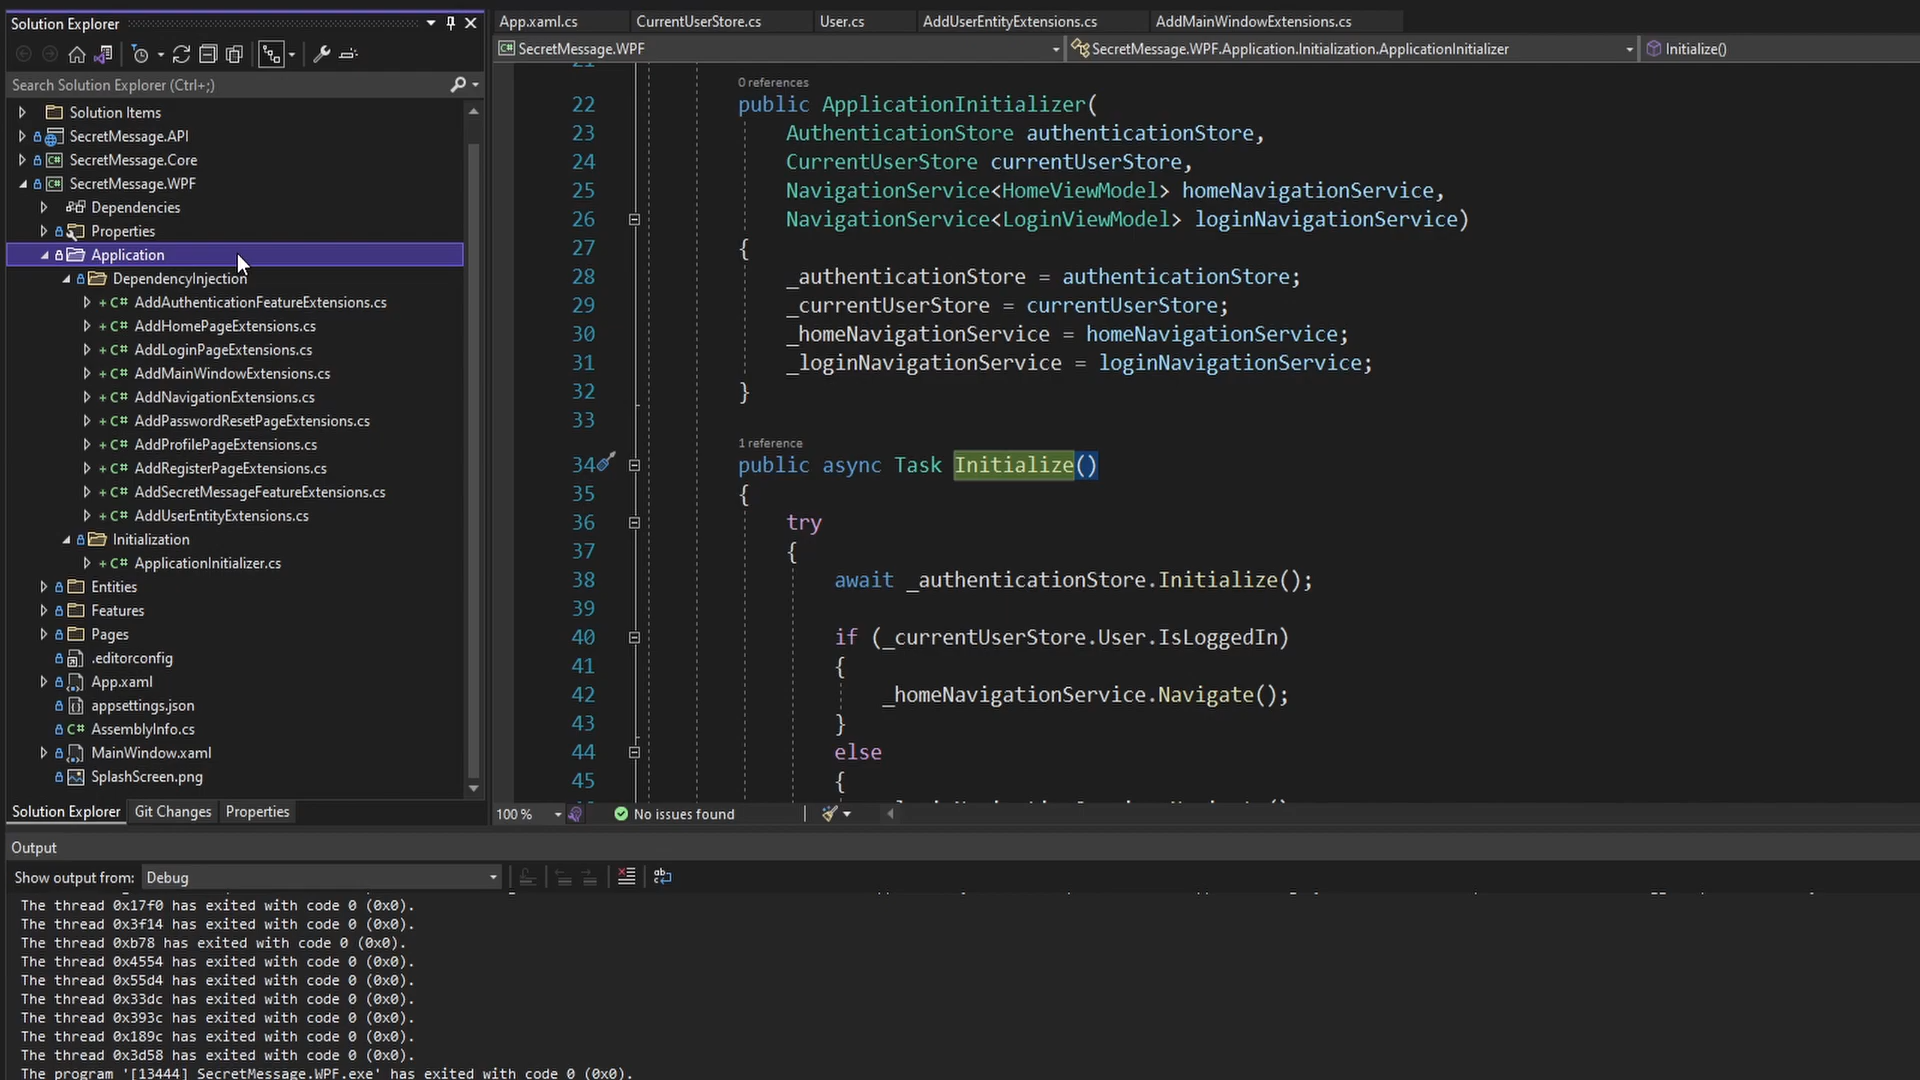 Solution Explorer
Search Solution Explorer (Ctrl+;)
Solution Items
SecretMessage.API
C# SecretMessage.Core
C# SecretMessage.WPF
Dependencies
Properties
Application
DependencyInjection
+ C# AddAuthenticationFeatureExtensions.cs
+ C# AddHomePageExtensions.cs
+ C# AddLoginPageExtensions.cs
+ C# AddMainWindowExtensions.cs
+ C# AddNavigationExtensions.cs
+ C# AddPasswordResetPageExtensions.cs
+ C# AddProfilePageExtensions.cs
+ C# AddRegisterPageExtensions.cs
+ C# AddSecretMessageFeatureExtensions.cs
+ C# AddUserEntityExtensions.cs
Initialization
+ C# ApplicationInitializer.cs
Entities
Features
Pages
.editorconfig
App.xaml
appsettings.json
C# AssemblyInfo.cs
MainWindow.xaml
SplashScreen.png
Solution Explorer Git Changes Properties
App.xaml.cs CurrentUserStore.cs User.cs AddUserEntityExtensions.cs AddMainWindowExtensions.cs
C# SecretMessage.WPF SecretMessage.WPF.Application.Initialization.ApplicationInitializer Initialize()
21
0 references
22 public ApplicationInitializer(
23 AuthenticationStore authenticationStore,
24 CurrentUserStore currentUserStore,
25 NavigationService<HomeViewModel> homeNavigationService,
26 NavigationService<LoginViewModel> loginNavigationService)
27 {
28 _authenticationStore = authenticationStore;
29 _currentUserStore = currentUserStore;
30 _homeNavigationService = homeNavigationService;
31 _loginNavigationService = loginNavigationService;
32 }
33
1 reference
34 public async Task Initialize()
35 {
36 try
37 {
38 await _authenticationStore.Initialize();
39
40 if (_currentUserStore.User.IsLoggedIn)
41 {
42 _homeNavigationService.Navigate();
43 }
44 else
45 {
100 % No issues found
Output
Show output from: Debug
The thread 0x17f0 has exited with code 0 (0x0).
The thread 0x3f14 has exited with code 0 (0x0).
The thread 0xb78 has exited with code 0 (0x0).
The thread 0x4554 has exited with code 0 (0x0).
The thread 0x55d4 has exited with code 0 (0x0).
The thread 0x33dc has exited with code 0 (0x0).
The thread 0x393c has exited with code 0 (0x0).
The thread 0x189c has exited with code 0 (0x0).
The thread 0x3d58 has exited with code 0 (0x0).
The program '[13444] SecretMessage.WPF.exe' has exited with code 0 (0x0).